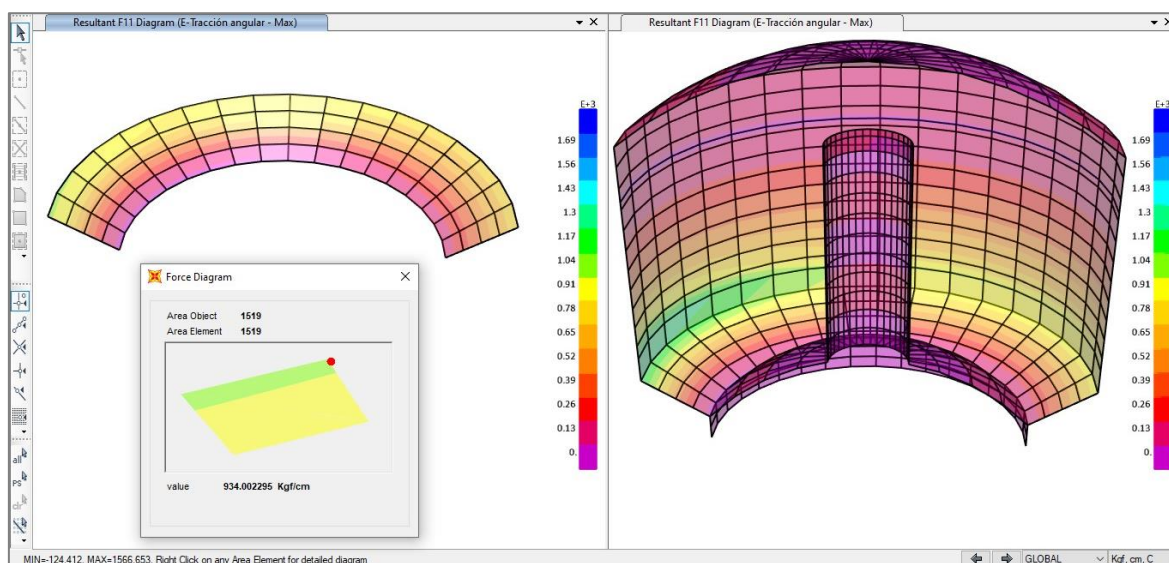 Resultant F11 Diagram (E-Tracción angular - Max)
Resultant F11 Diagram (E-Tracción angular - Max)
E+3
1.69
1.56
1.43
1.3
1.17
1.04
0.91
0.78
0.65
0.52
0.39
0.26
0.13
0.
E+3
1.69
1.56
1.43
1.3
1.17
1.04
0.91
0.78
0.65
0.52
0.39
0.26
0.13
0.
Force Diagram
Area Object 1519
Area Element 1519
value 934.002295 Kgf/cm
all
PS
clr
MIN=-124.412, MAX=1566.653, Right Click on any Area Element for detailed diagram
GLOBAL
Kgf, cm, C